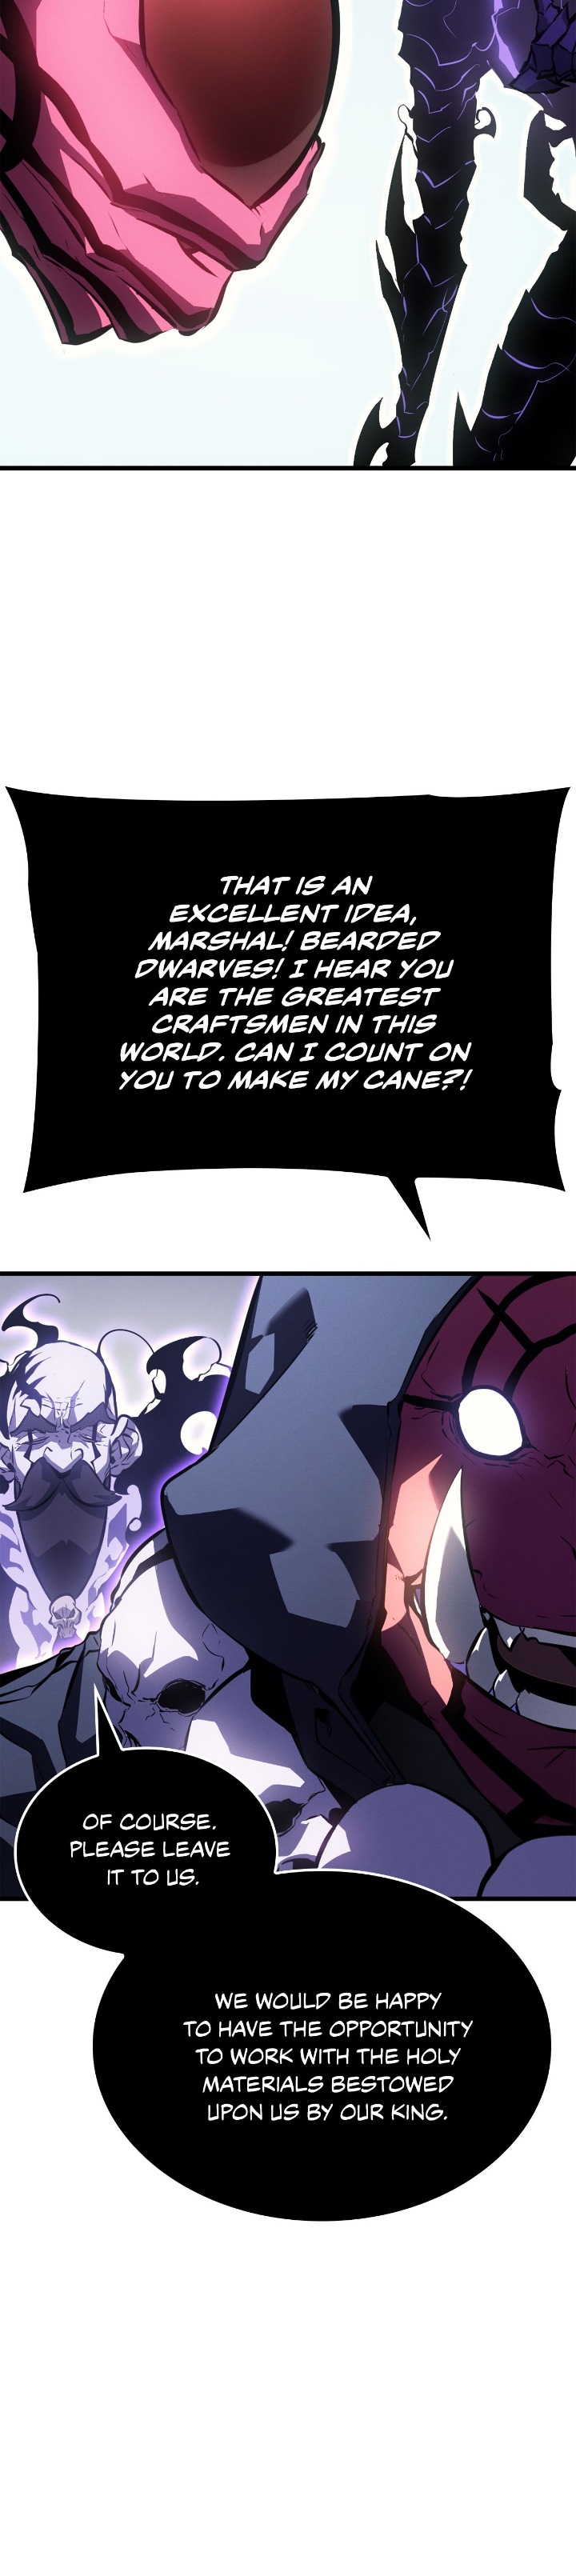 THAT IS AN
EXCELLENT IDEA,
MARSHAL! BEARDED
DWARVES! I HEAR YOU
ARE THE GREATEST
CRAFTSMEN IN THIS
WORLD. CAN I COUNT ON
YOU TO MAKE MY CANE?!
OF COURSE.
PLEASE LEAVE
IT TO US.
WE WOULD BE HAPPY
TO HAVE THE OPPORTUNITY
TO WORK WITH THE HOLY
MATERIALS BESTOWED
UPON US BY OUR KING.